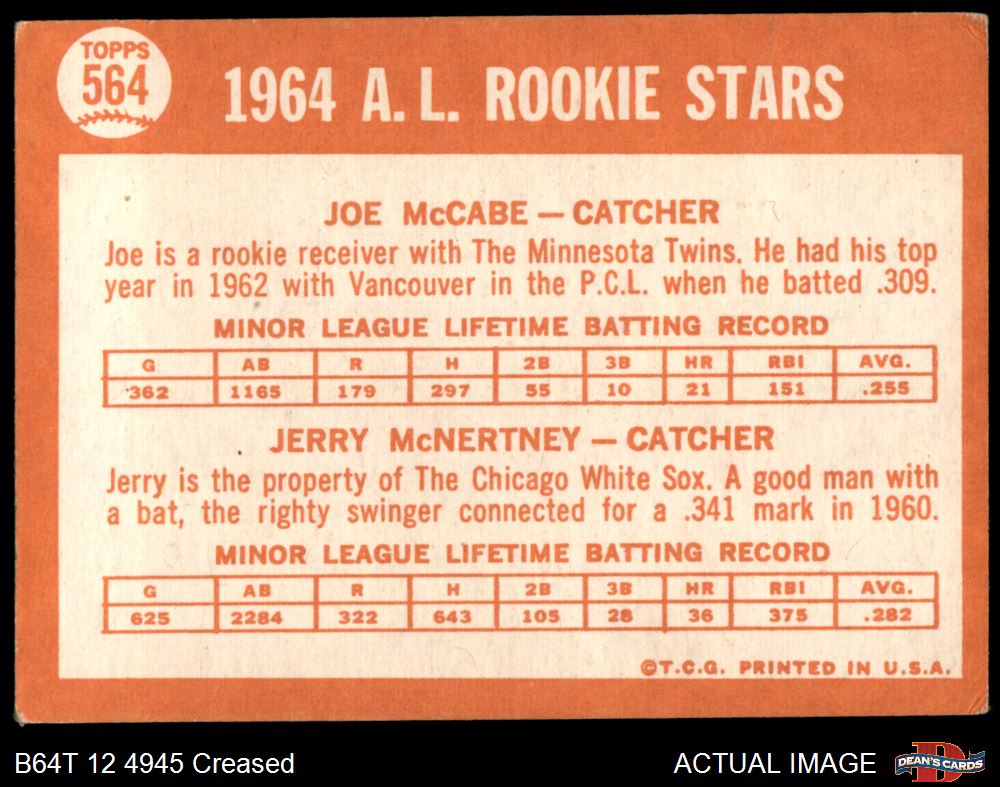 TOPPS
564
1964 A. L. ROOKIE STARS
JOE McCABE — CATCHER
Joe is a rookie receiver with The Minnesota Twins. He had his top
year in 1962 with Vancouver in the P.C.L. when he batted .309.
MINOR LEAGUE LIFETIME BATTING RECORD
G AB R H 2B 3B HR RBI AVG.
362 1165 179 297 55 10 21 151 .255
JERRY McNERTNEY — CATCHER
Jerry is the property of The Chicago White Sox. A good man with
a bat, the righty swinger connected for a .341 mark in 1960.
MINOR LEAGUE LIFETIME BATTING RECORD
G AB R H 2B 3B HR RBI AVG.
625 2284 322 643 105 28 36 375 .282
©T.C.G. PRINTED IN U.S.A.
B64T 12 4945 Creased
ACTUAL IMAGE
DEAN'S CARDS